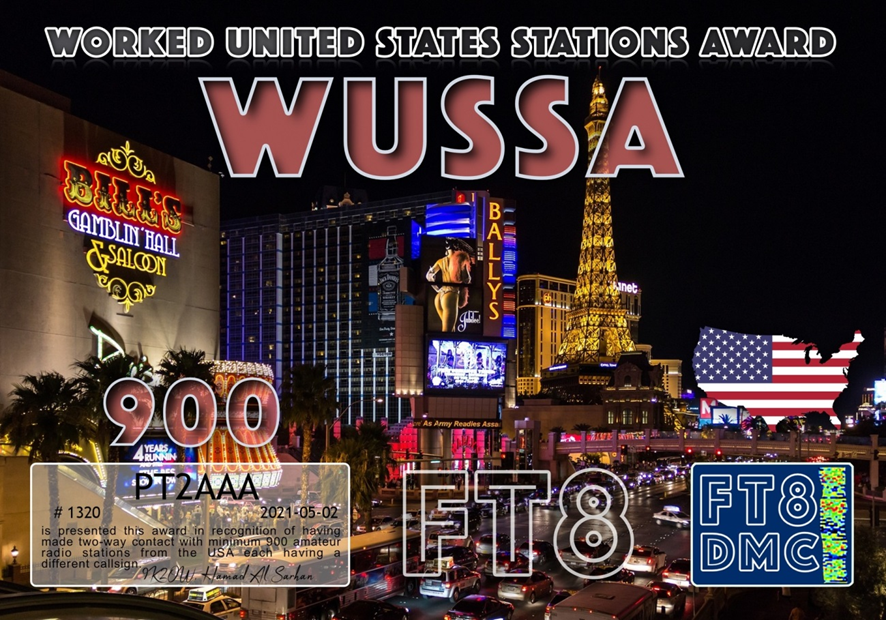 WORKED UNITED STATES STATIONS AWARD
WUSSA
BILL'S
GAMBLIN' HALL
& SALOON
BALLYS
Jubilee!
900
4 YEARS
RUNNIN
PT2AAA
# 1320 2021-05-02
is presented this award in recognition of having
made two-way contact with minimum 900 amateur
radio stations from the USA each having a
different callsign.
Hamad Al Sarhan
w As Army Readies Assa
FT8
FT8
DMC